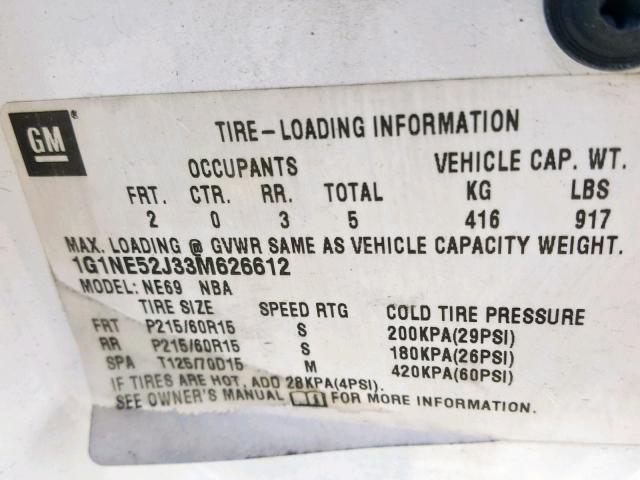 GM
TIRE-LOADING INFORMATION
OCCUPANTS VEHICLE CAP. WT.
FRT. CTR. RR. TOTAL KG LBS
2 0 3 5 416 917
MAX. LOADING @ GVWR SAME AS VEHICLE CAPACITY WEIGHT.
1G1NE52J33M626612
MODEL: NE69 NBA
TIRE SIZE SPEED RTG COLD TIRE PRESSURE
FRT P215/60R15 S 200KPA(29PSI)
RR P215/60R15 S 180KPA(26PSI)
SPA T125/70D15 M 420KPA(60PSI)
IF TIRES ARE HOT, ADD 28KPA(4PSI).
SEE OWNER'S MANUAL FOR MORE INFORMATION.